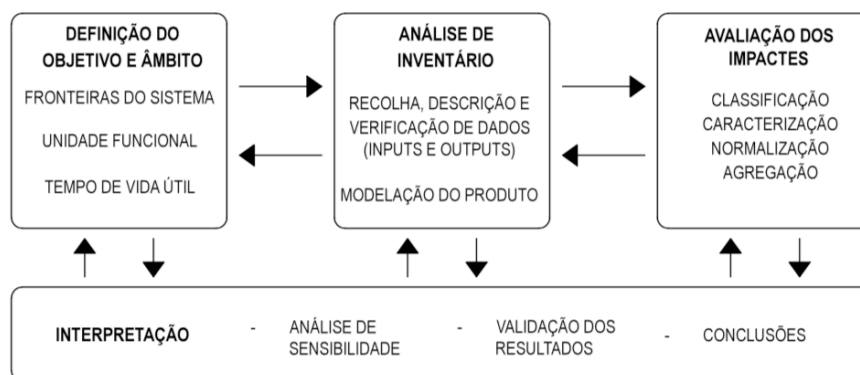 DEFINIÇÃO DO
OBJETIVO E ÂMBITO
FRONTEIRAS DO SISTEMA
UNIDADE FUNCIONAL
TEMPO DE VIDA ÚTIL
ANÁLISE DE
INVENTÁRIO
RECOLHA, DESCRIÇÃO E
VERIFICAÇÃO DE DADOS
(INPUTS E OUTPUTS)
MODELAÇÃO DO PRODUTO
AVALIAÇÃO DOS
IMPACTES
CLASSIFICAÇÃO
CARACTERIZAÇÃO
NORMALIZAÇÃO
AGREGAÇÃO
INTERPRETAÇÃO
- ANÁLISE DE
SENSIBILIDADE
- VALIDAÇÃO DOS
RESULTADOS
- CONCLUSÕES